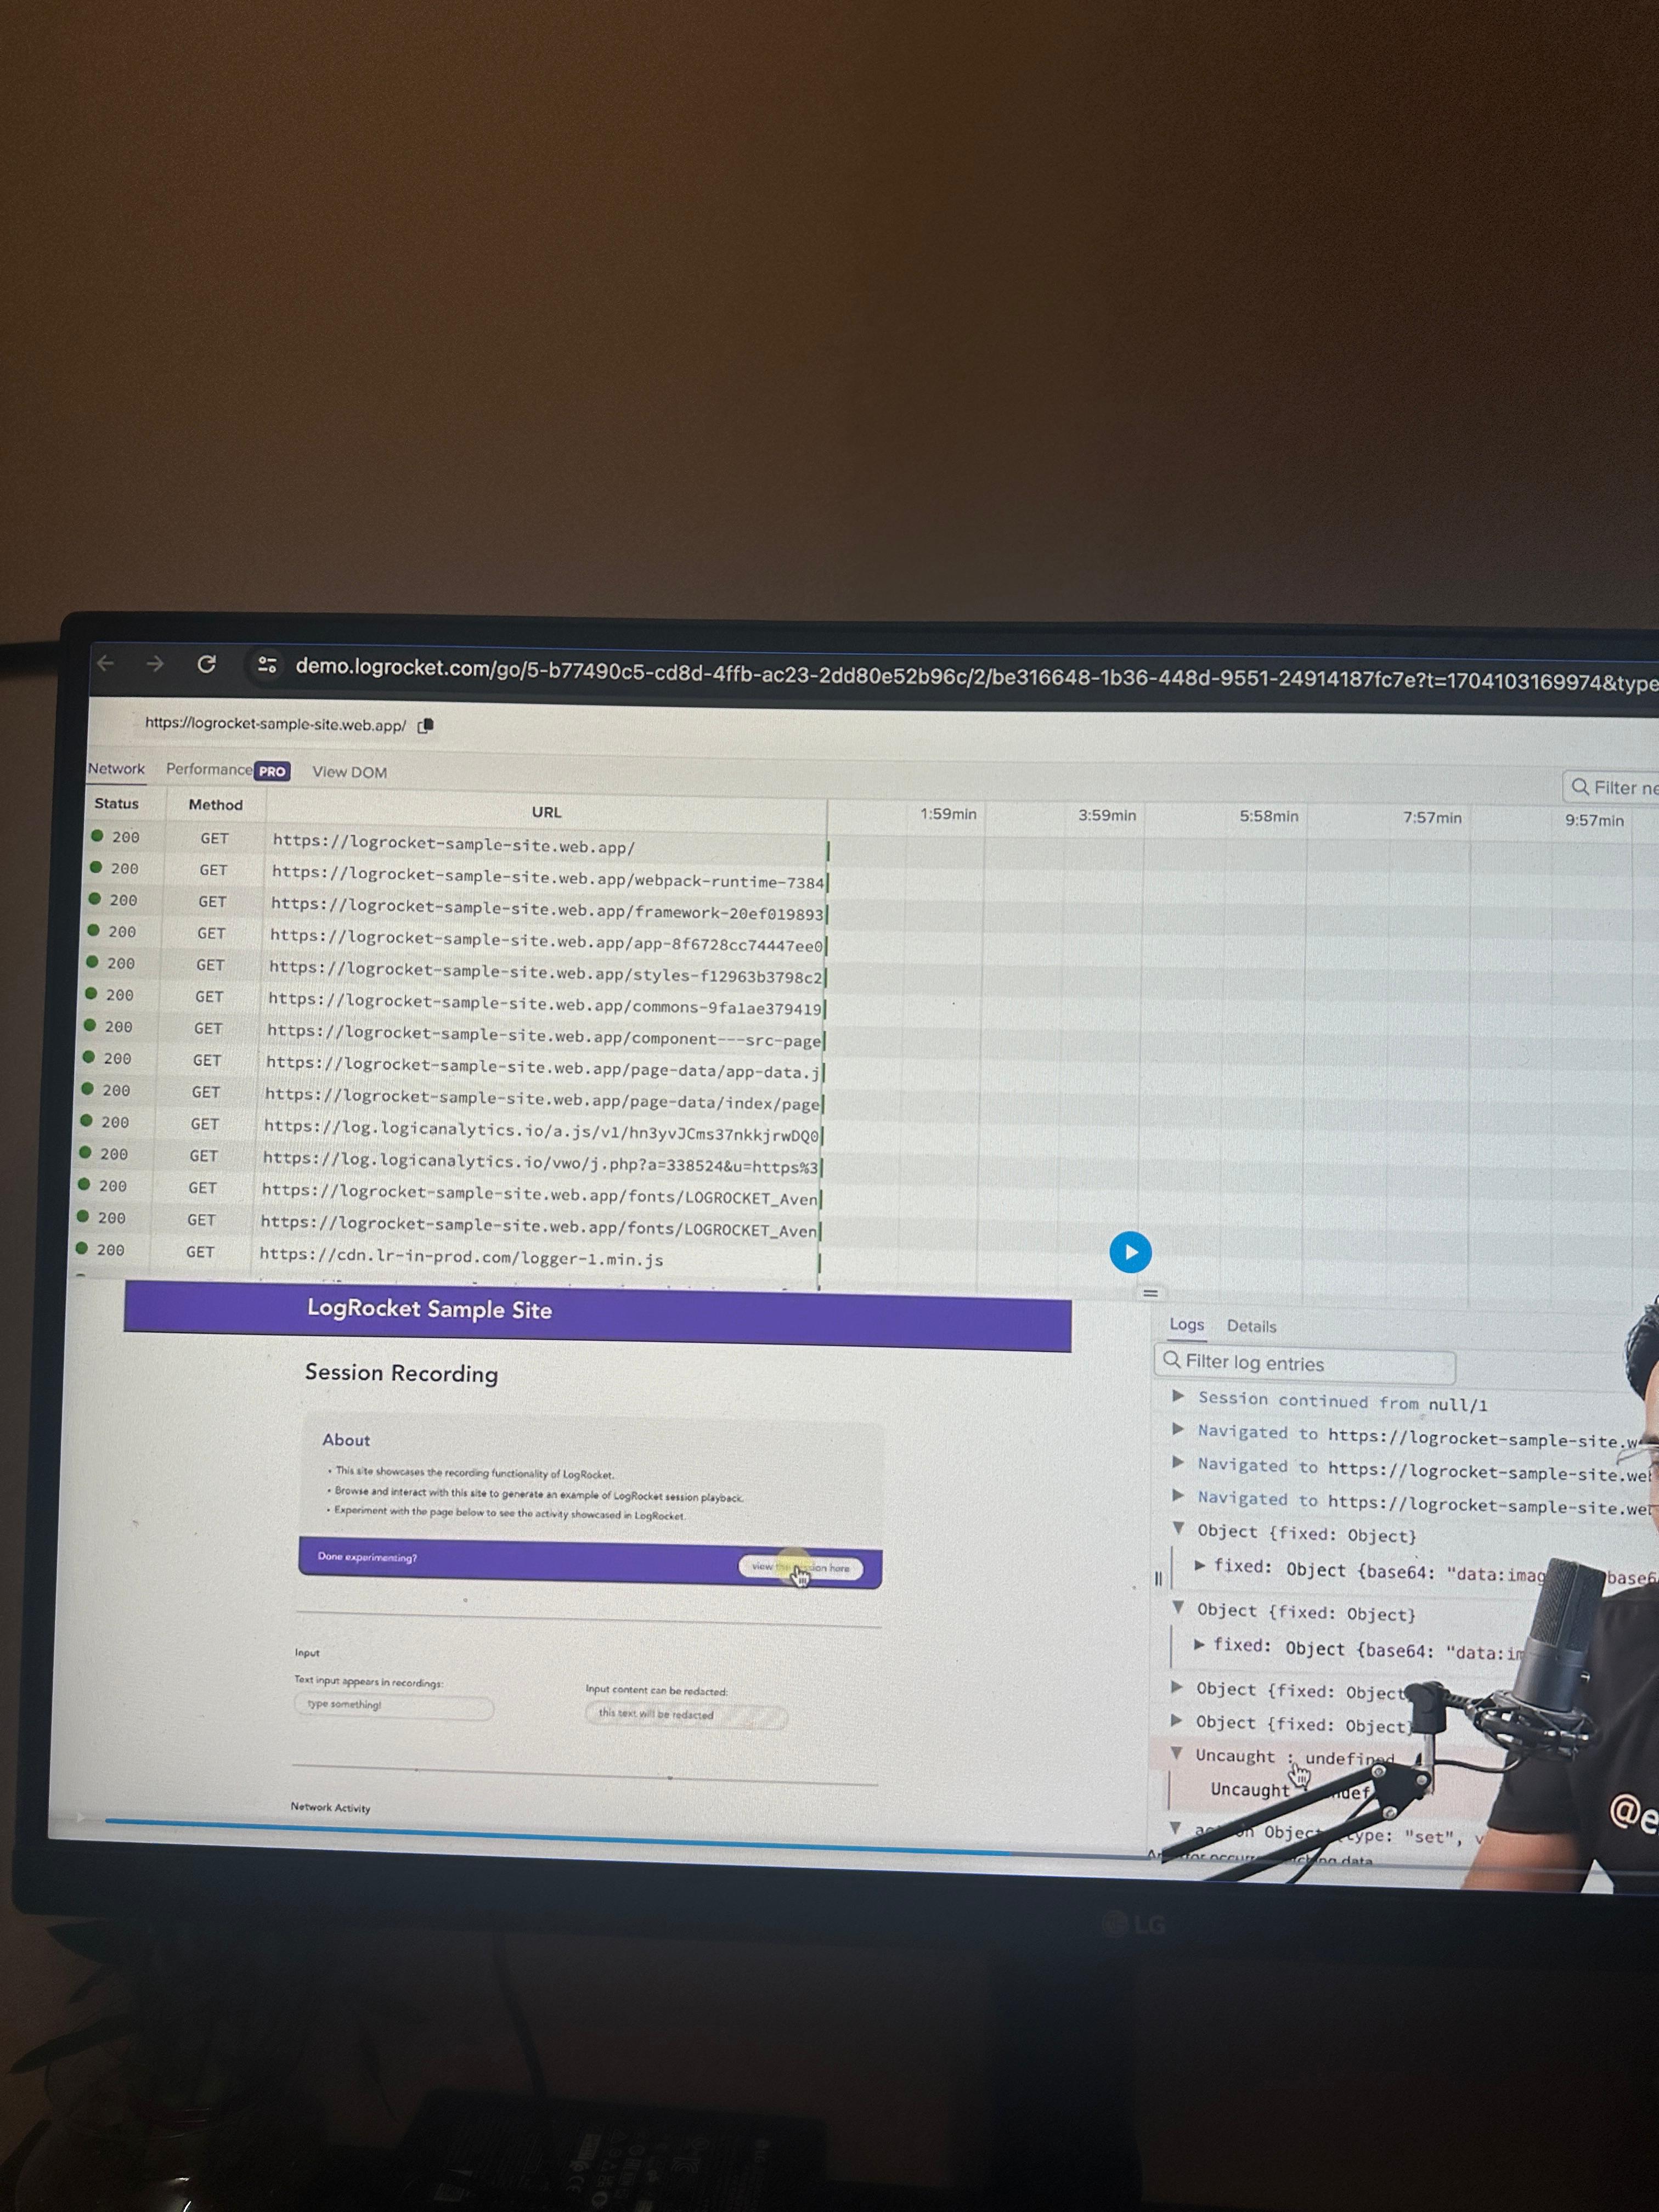 demo.logrocket.com/go/5-b77490c5-cd8d-4ffb-ac23-2dd80e52b96c/2/be316648-1b36-448d-9551-24914187fc7e?t=1704103169974&type
https://logrocket-sample-site.web.app/
Network Performance PRO View DOM
Filter ne
Status Method URL 1:59min 3:59min 5:58min 7:57min 9:57min
200 GET https://logrocket-sample-site.web.app/
200 GET https://logrocket-sample-site.web.app/webpack-runtime-7384
200 GET https://logrocket-sample-site.web.app/framework-20ef019893
200 GET https://logrocket-sample-site.web.app/app-8f6728cc74447ee0
200 GET https://logrocket-sample-site.web.app/styles-f12963b3798c2
200 GET https://logrocket-sample-site.web.app/commons-9fa1ae379419
200 GET https://logrocket-sample-site.web.app/component---src-page
200 GET https://logrocket-sample-site.web.app/page-data/app-data.j
200 GET https://logrocket-sample-site.web.app/page-data/index/page
200 GET https://log.logicanalytics.io/a.js/v1/hn3yvJCms37nkkjrwDQ0
200 GET https://log.logicanalytics.io/vwo/j.php?a=338524&u=https%3
200 GET https://logrocket-sample-site.web.app/fonts/LOGROCKET_Aven
200 GET https://logrocket-sample-site.web.app/fonts/LOGROCKET_Aven
200 GET https://cdn.lr-in-prod.com/logger-1.min.js
LogRocket Sample Site
Session Recording
About
• This site showcases the recording functionality of LogRocket.
• Browse and interact with this site to generate an example of LogRocket session playback.
• Experiment with the page below to see the activity showcased in LogRocket.
Done experimenting?
view here
Input
Text input appears in recordings:
type something!
Input content can be redacted:
this text will be redacted
Network Activity
Logs Details
Filter log entries
Session continued from null/1
Navigated to https://logrocket-sample-site.w
Navigated to https://logrocket-sample-site.we
Navigated to https://logrocket-sample-site.we
Object {fixed: Object}
fixed: Object {base64: "data:imag base6
Object {fixed: Object}
fixed: Object {base64: "data:im
Object {fixed: Object
Object {fixed: Object}
Uncaught : undefined
Uncaught
Object type: "set", v
data
@e
LG